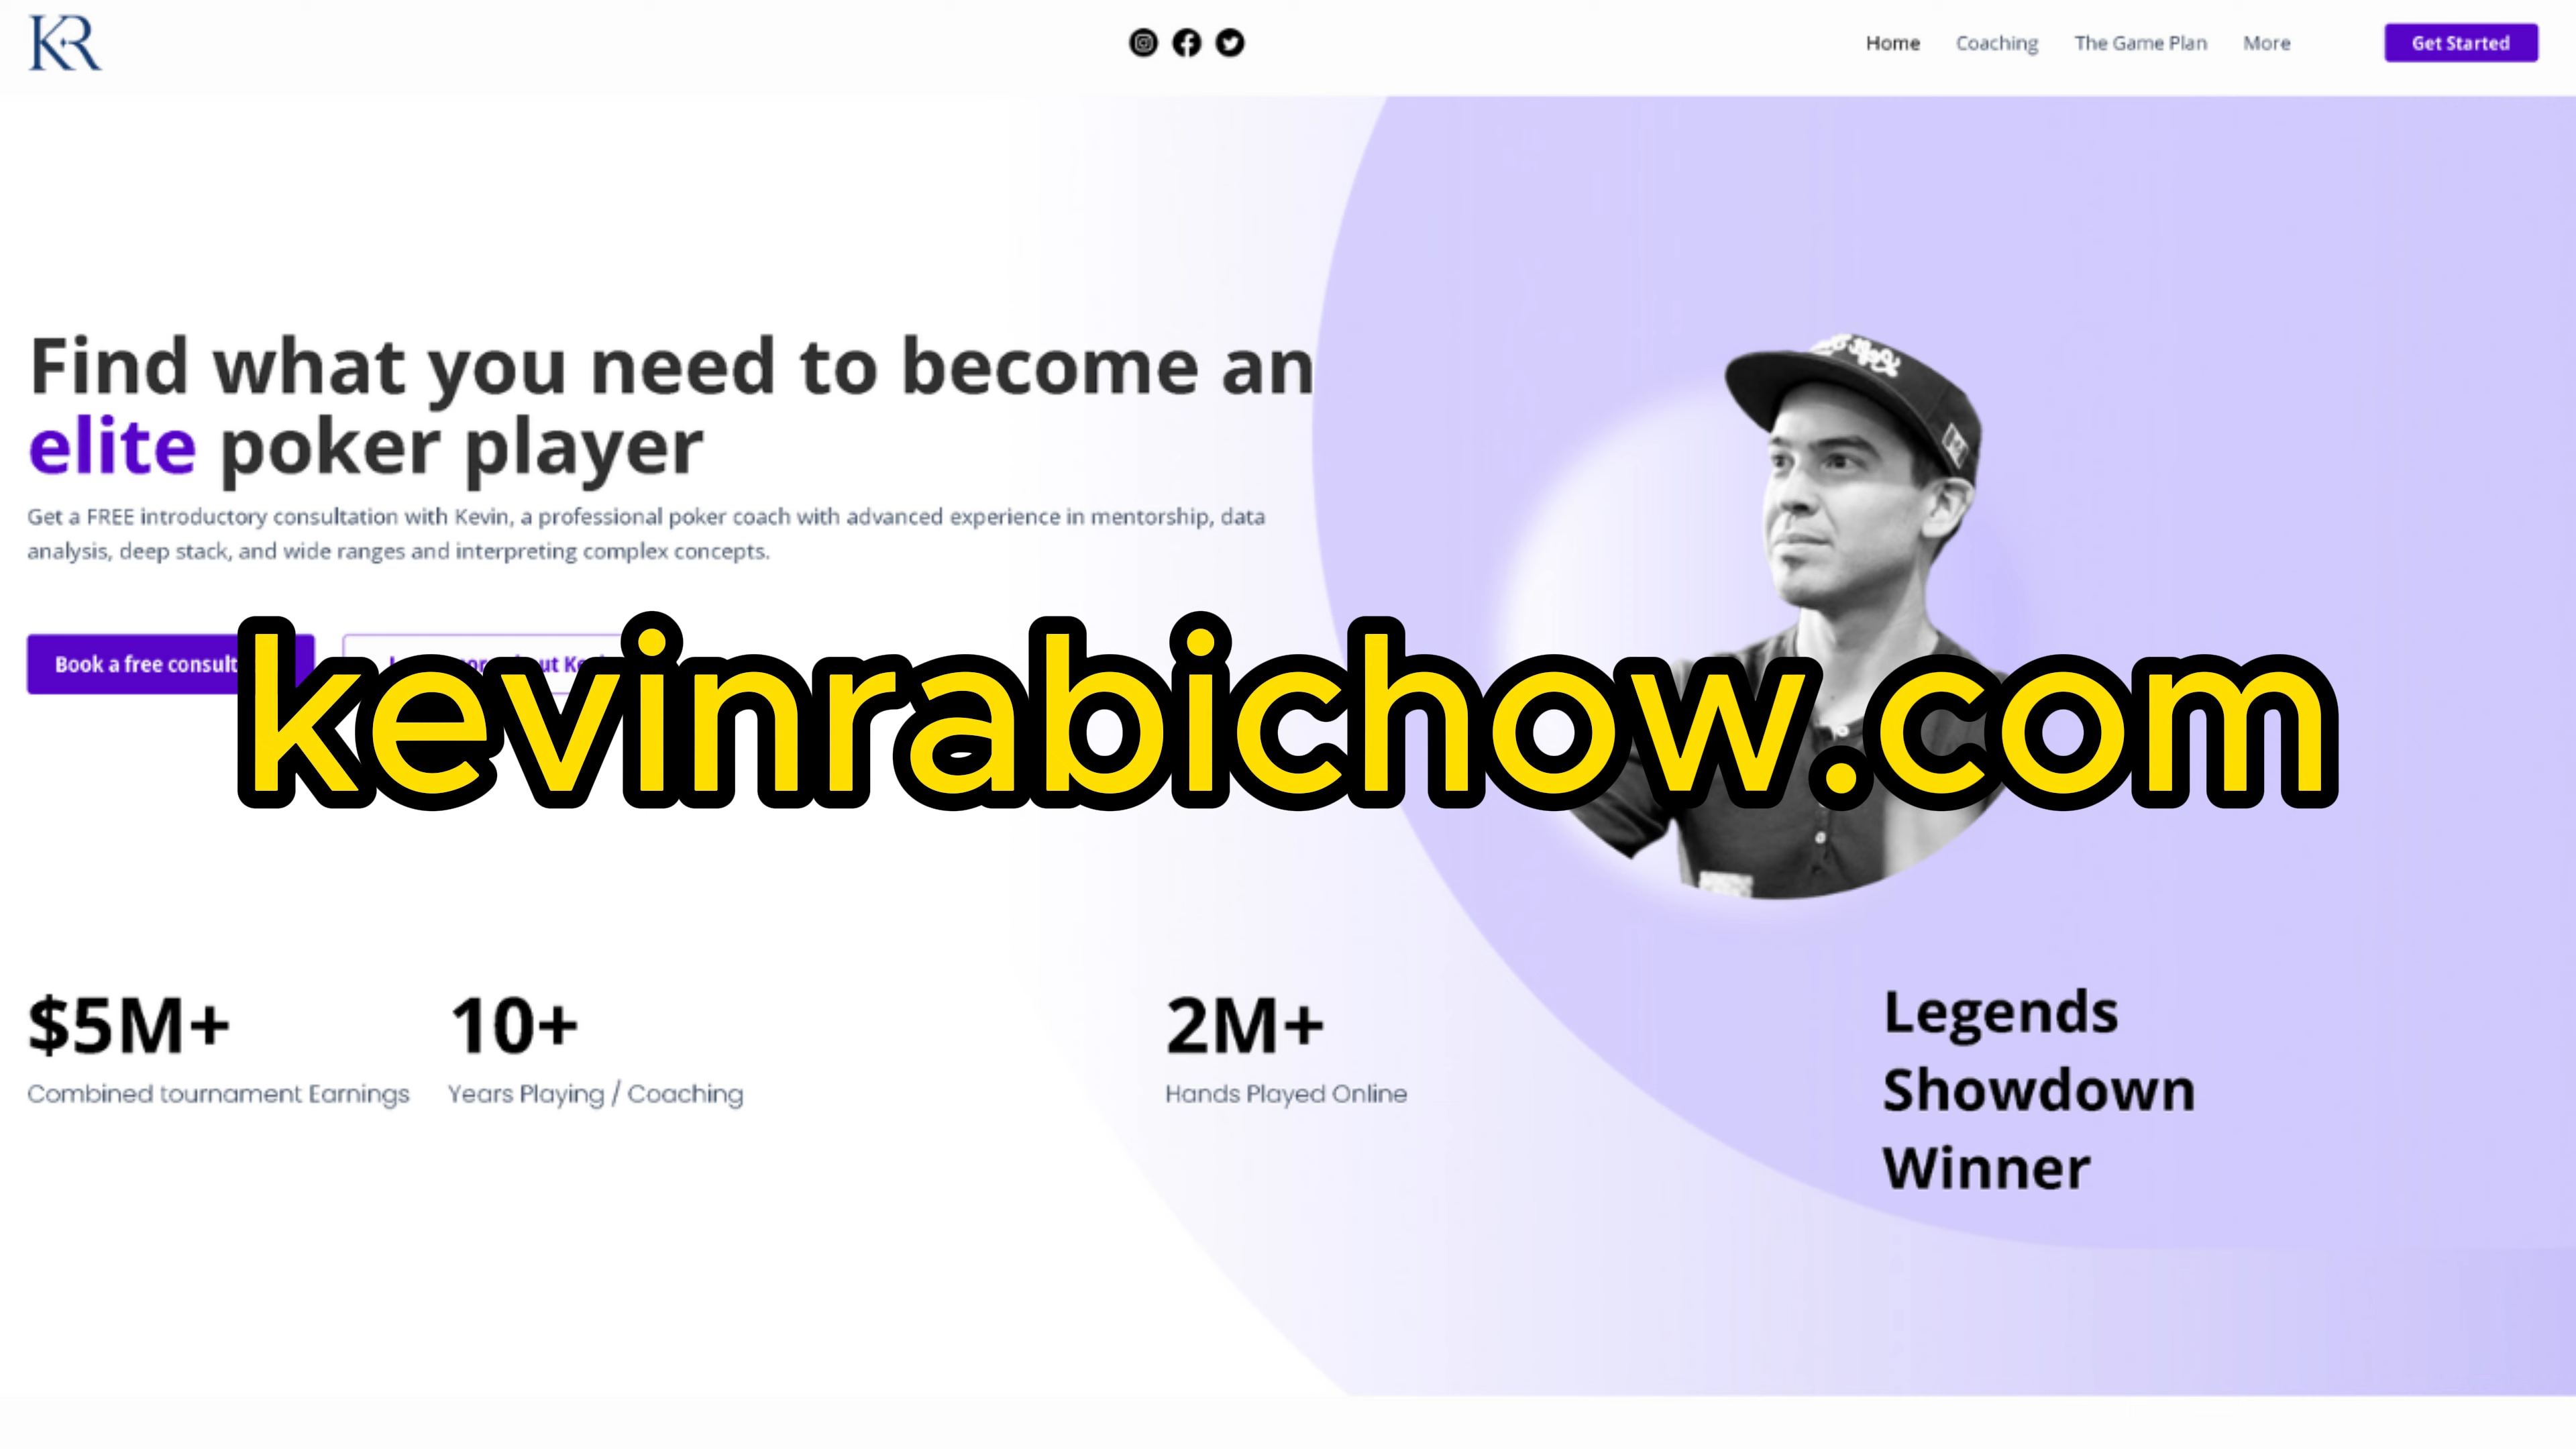 KR
Home Coaching The Game Plan More Get Started
Find what you need to become an
elite poker player
Get a FREE introductory consultation with Kevin, a professional poker coach with advanced experience in mentorship, data
analysis, deep stack, and wide ranges and interpreting complex concepts.
Book a free
kevinrabichow.com
$5M+
Combined tournament Earnings
10+
Years Playing / Coaching
2M+
Hands Played Online
Legends
Showdown
Winner